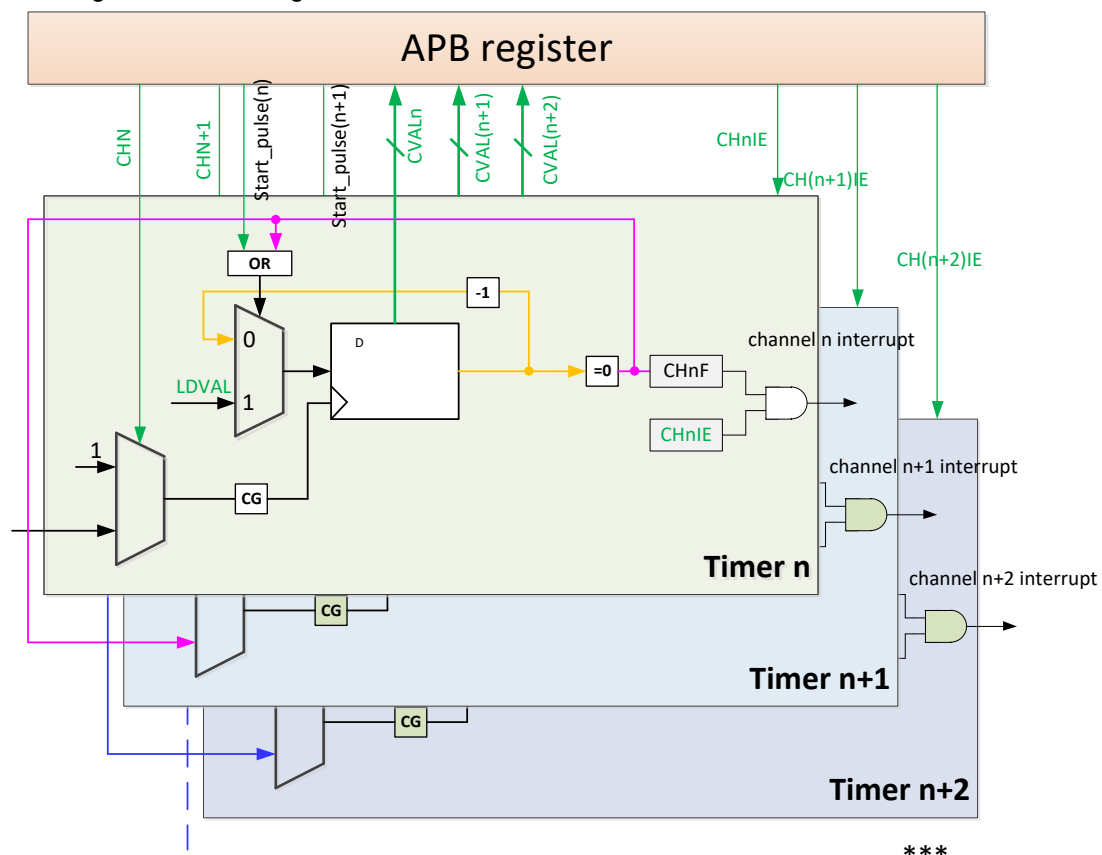 APB register
CHN
CHN+1
Start_pulse(n)
Start_pulse(n+1)
CVALn
CVAL(n+1)
CVAL(n+2)
CHnIE
CH(n+1)IE
CH(n+2)IE
OR
-1
0
D
channel n interrupt
=0
CHnF
LDVAL
1
CHnIE
1
channel n+1 interrupt
CG
Timer n
channel n+2 interrupt
CG
Timer n+1
CG
Timer n+2
***